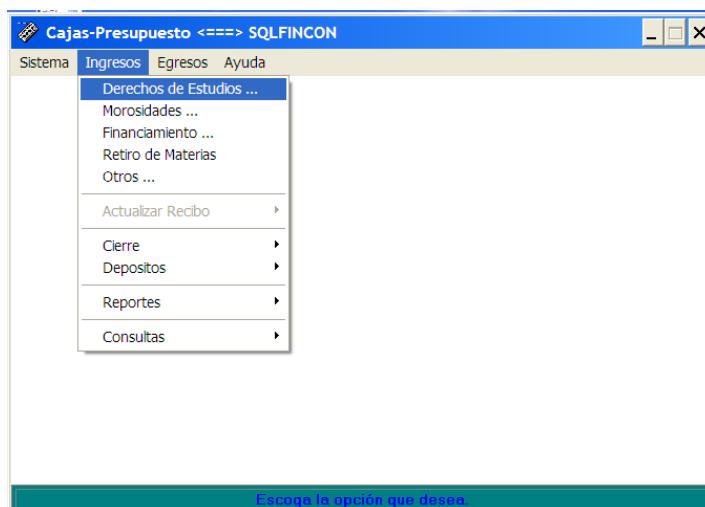 Cajas-Presupuesto <===> SQLFINCON
Sistema Ingresos Egresos Ayuda
Derechos de Estudios ...
Morosidades ...
Financiamiento ...
Retiro de Materias
Otros ...
Actualizar Recibo
Cierre
Depositos
Reportes
Consultas
Escoga la opción que desea.